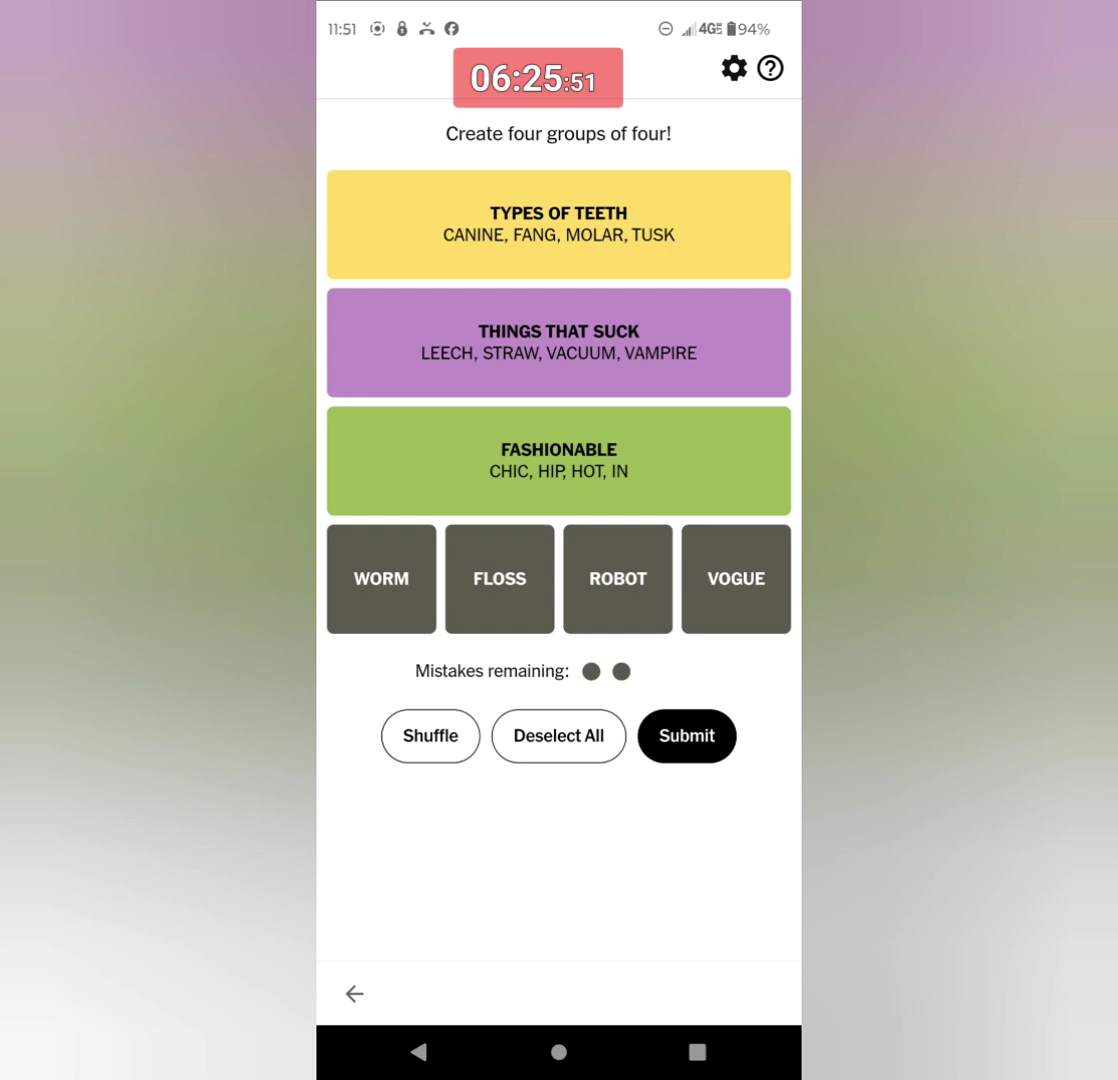 11:51 4G 94%
06:25:51
Create four groups of four!
TYPES OF TEETH
CANINE, FANG, MOLAR, TUSK
THINGS THAT SUCK
LEECH, STRAW, VACUUM, VAMPIRE
FASHIONABLE
CHIC, HIP, HOT, IN
WORM FLOSS ROBOT VOGUE
Mistakes remaining:
Shuffle Deselect All Submit